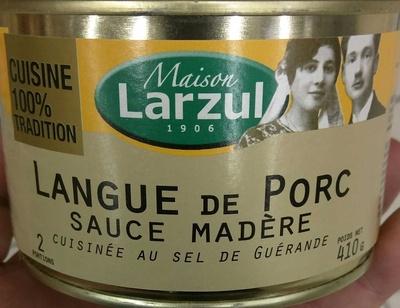 CUISINE
100%
TRADITION
Maison
Larzul
1906
LANGUE DE PORC
SAUCE MADÈRE
CUISINÉE AU SEL DE GUÉRANDE
2
PORTIONS
POIDS NET
410G